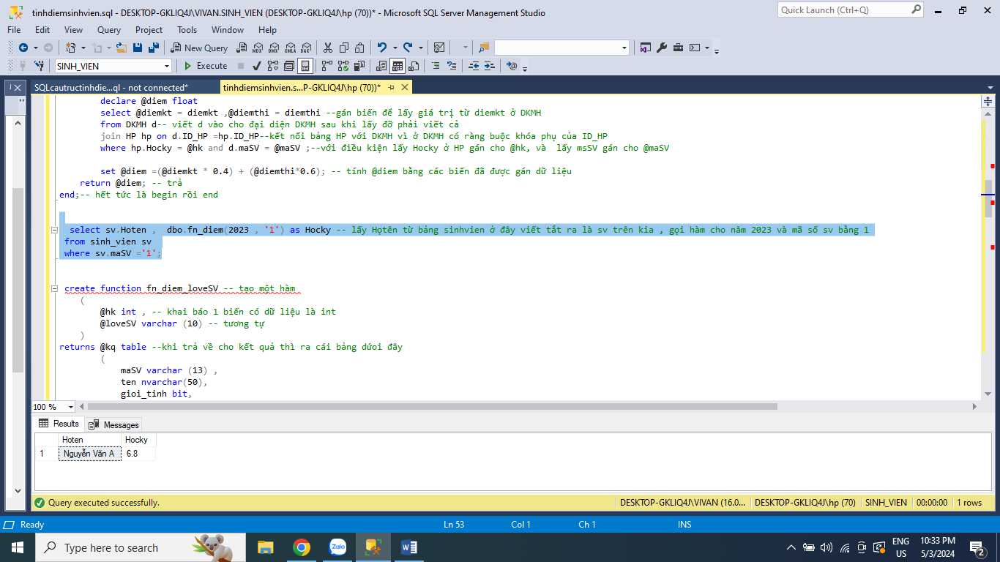 tinhdiemsinhvien.sql - DESKTOP-GKLIQ4J\VIVAN.SINH_VIEN (DESKTOP-GKLIQ4J\hp (70))* - Microsoft SQL Server Management Studio
Quick Launch (Ctrl+Q)
File Edit View Query Project Tools Window Help
New Query
MDX DMX XMLA DAX
SINH_VIEN
Execute
SQLcautructinhdie...ql - not connected*
tinhdiemsinhvien.s...P-GKLIQ4J\hp (70))*
declare @diem float
select @diemkt = diemkt ,@diemthi = diemthi --gán biến để lấy giá trị từ diemkt ở DKMH
from DKMH d-- viết d vào cho đại diện DKMH sau khi lấy đỡ phải viết cả
join HP hp on d.ID_HP =hp.ID_HP--kết nối bảng HP với DKMH vì ở DKMH có ràng buộc khóa phụ của ID_HP
where hp.Hocky = @hk and d.maSV = @maSV ;--với điều kiện lấy Hocky ở HP gán cho @hk, và  lấy msSV gán cho @maSV
set @diem =(@diemkt * 0.4) + (@diemthi*0.6); -- tính @diem bằng các biến đã được gán dữ liệu
return @diem; -- trả
end;-- hết tức là begin rồi end
select sv.Hoten ,  dbo.fn_diem(2023 , '1') as Hocky -- lấy Họtên từ bảng sinhvien ở đây viết tắt ra là sv trên kia , gọi hàm cho năm 2023 và mã số sv bằng 1
from sinh_vien sv
where sv.maSV ='1';
create function fn_diem_loveSV -- tạo một hàm
(
@hk int , -- khai báo 1 biến có dữ liệu là int
@loveSV varchar (10) -- tương tự
)
returns @kq table --khi trả về cho kết quả thì ra cái bảng dứoi đây
(
maSV varchar (13) ,
ten nvarchar(50),
gioi_tinh bit,
100 %
Results Messages
Hoten Hocky
1 Nguyễn Văn A 6.8
Query executed successfully.
DESKTOP-GKLIQ4J\VIVAN (16.0... DESKTOP-GKLIQ4J\hp (70) SINH_VIEN 00:00:00 1 rows
Ready Ln 53 Col 1 Ch 1 INS
Type here to search
Zalo
W
ENG
US
10:33 PM
5/3/2024
2